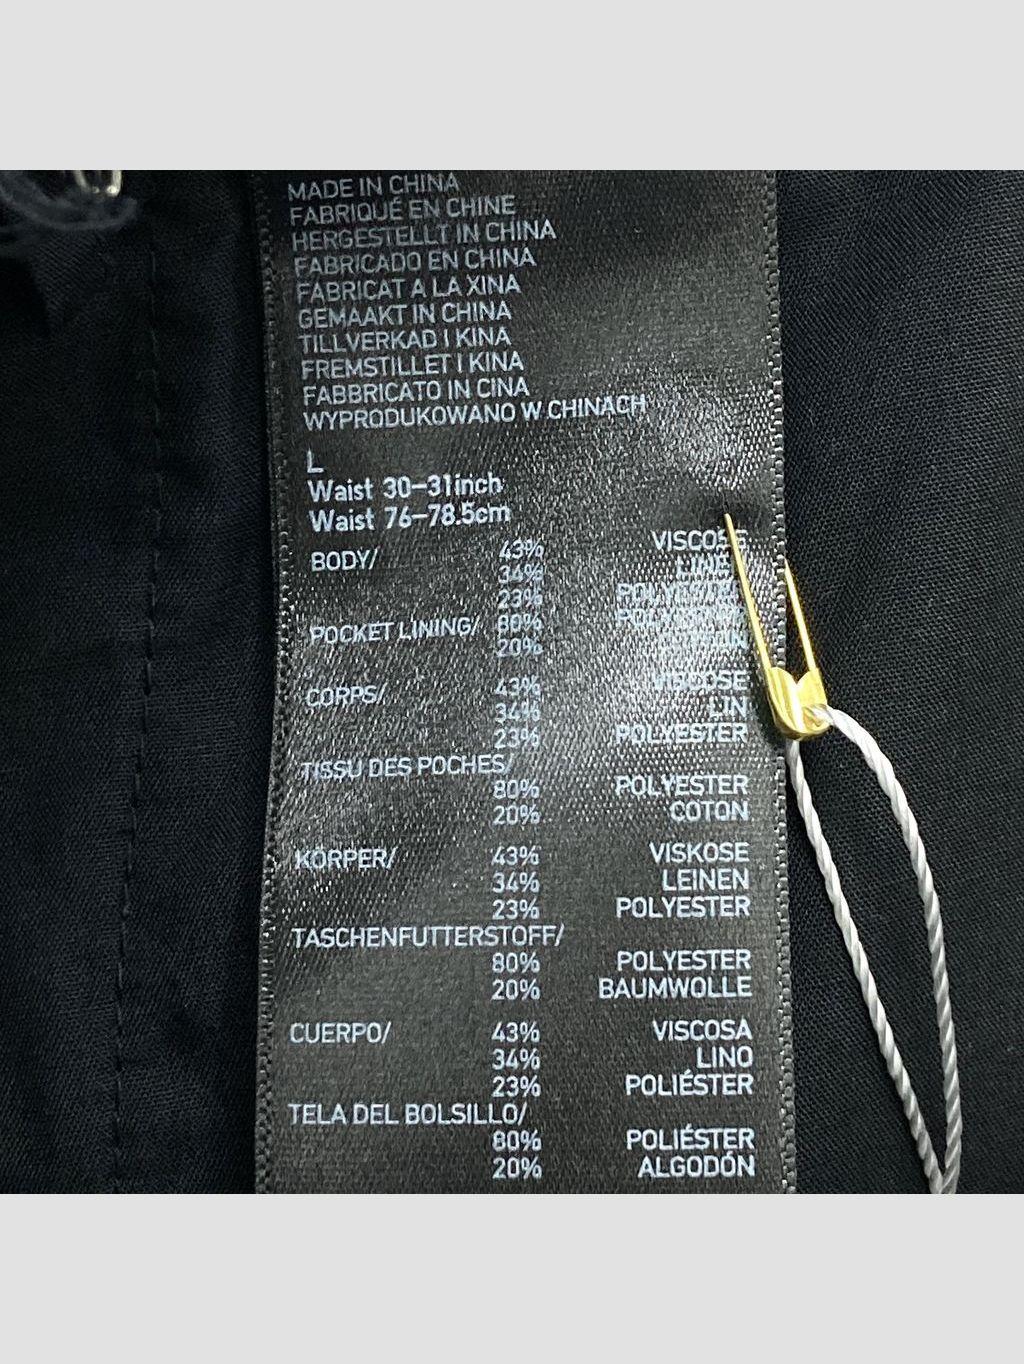 MADE IN CHINA
FABRIQUÉ EN CHINE
HERGESTELLT IN CHINA
FABRICADO EN CHINA
FABRICAT A LA XINA
GEMAAKT IN CHINA
TILLVERKAD I KINA
FREMSTILLET I KINA
FABBRICATO IN CINA
WYPRODUKOWANO W CHINACH
L
Waist 30-31inch
Waist 76-78.5cm
BODY/ 43% VISCOSE
34% LINEN
23% POLYESTER
POCKET LINING/ 80% POLYESTER
20%
CORPS/ 43% VISCOSE
34% LIN
23% POLYESTER
TISSU DES POCHES/
80% POLYESTER
20% COTON
KÖRPER/ 43% VISKOSE
34% LEINEN
23% POLYESTER
TASCHENFUTTERSTOFF/
80% POLYESTER
20% BAUMWOLLE
CUERPO/ 43% VISCOSA
34% LINO
23% POLIÉSTER
TELA DEL BOLSILLO/
80% POLIÉSTER
20% ALGODÓN